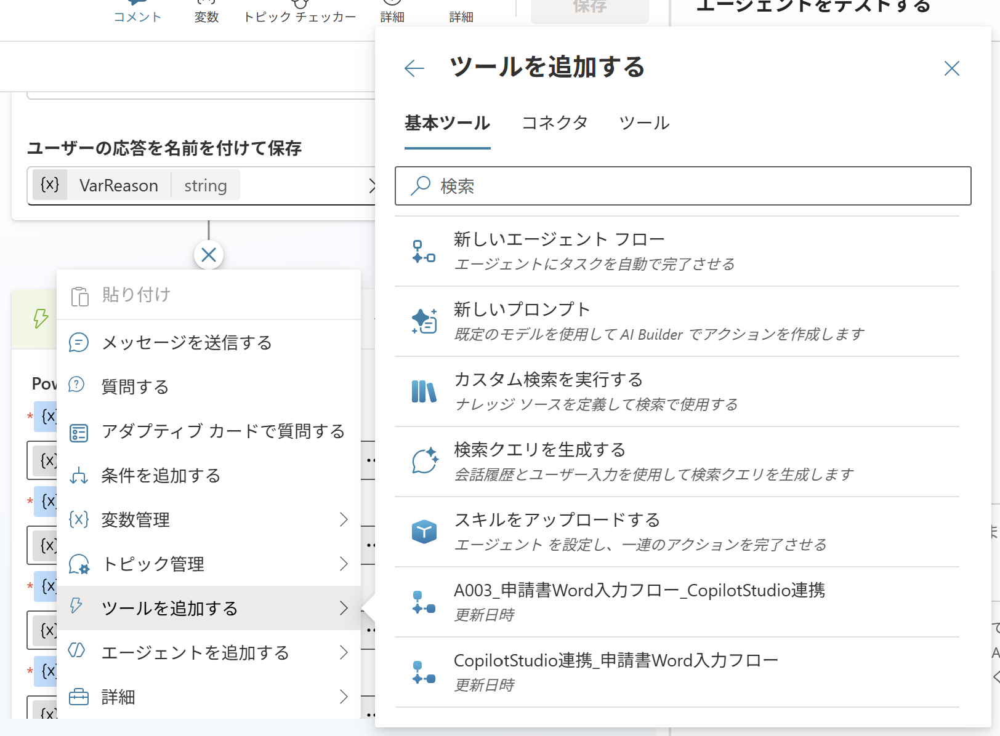 コメント
変数
トピック チェッカー
詳細
詳細
保存
エージェントをテストする
ユーザーの応答を名前を付けて保存
{x} VarReason string
貼り付け
メッセージを送信する
質問する
アダプティブ カードで質問する
条件を追加する
変数管理
トピック管理
ツールを追加する
エージェントを追加する
詳細
Pow
* {x}
{x}
* {x}
{x}
* {x}
{x}
* {x}
{x}
ツールを追加する
基本ツール コネクタ ツール
検索
新しいエージェント フロー
エージェントにタスクを自動で完了させる
新しいプロンプト
既定のモデルを使用して AI Builder でアクションを作成します
カスタム検索を実行する
ナレッジ ソースを定義して検索で使用する
検索クエリを生成する
会話履歴とユーザー入力を使用して検索クエリを生成します
スキルをアップロードする
エージェント を設定し、一連のアクションを完了させる
A003_申請書Word入力フロー_CopilotStudio連携
更新日時
CopilotStudio連携_申請書Word入力フロー
更新日時